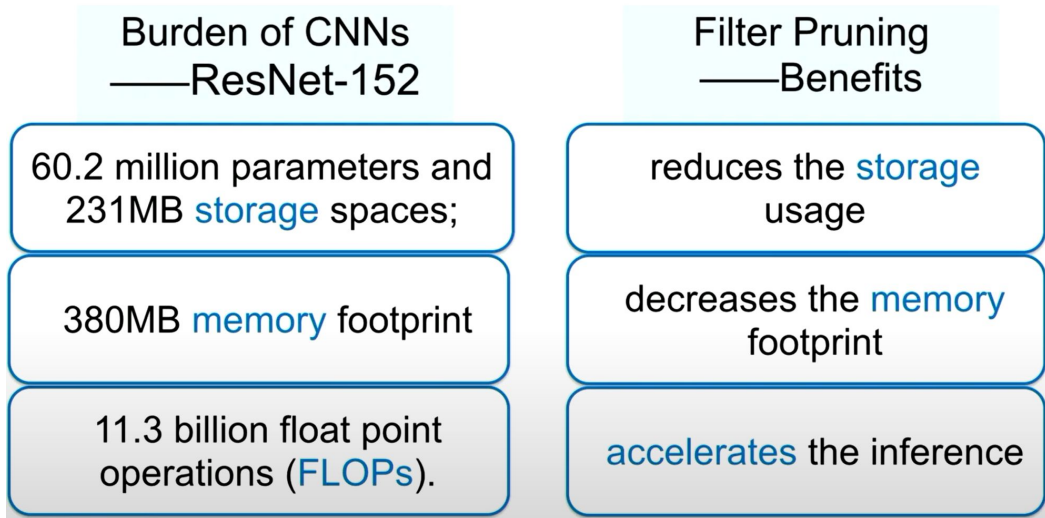 Burden of CNNs
——ResNet-152
60.2 million parameters and
231MB storage spaces;
380MB memory footprint
11.3 billion float point
operations (FLOPs).
Filter Pruning
——Benefits
reduces the storage
usage
decreases the memory
footprint
accelerates the inference